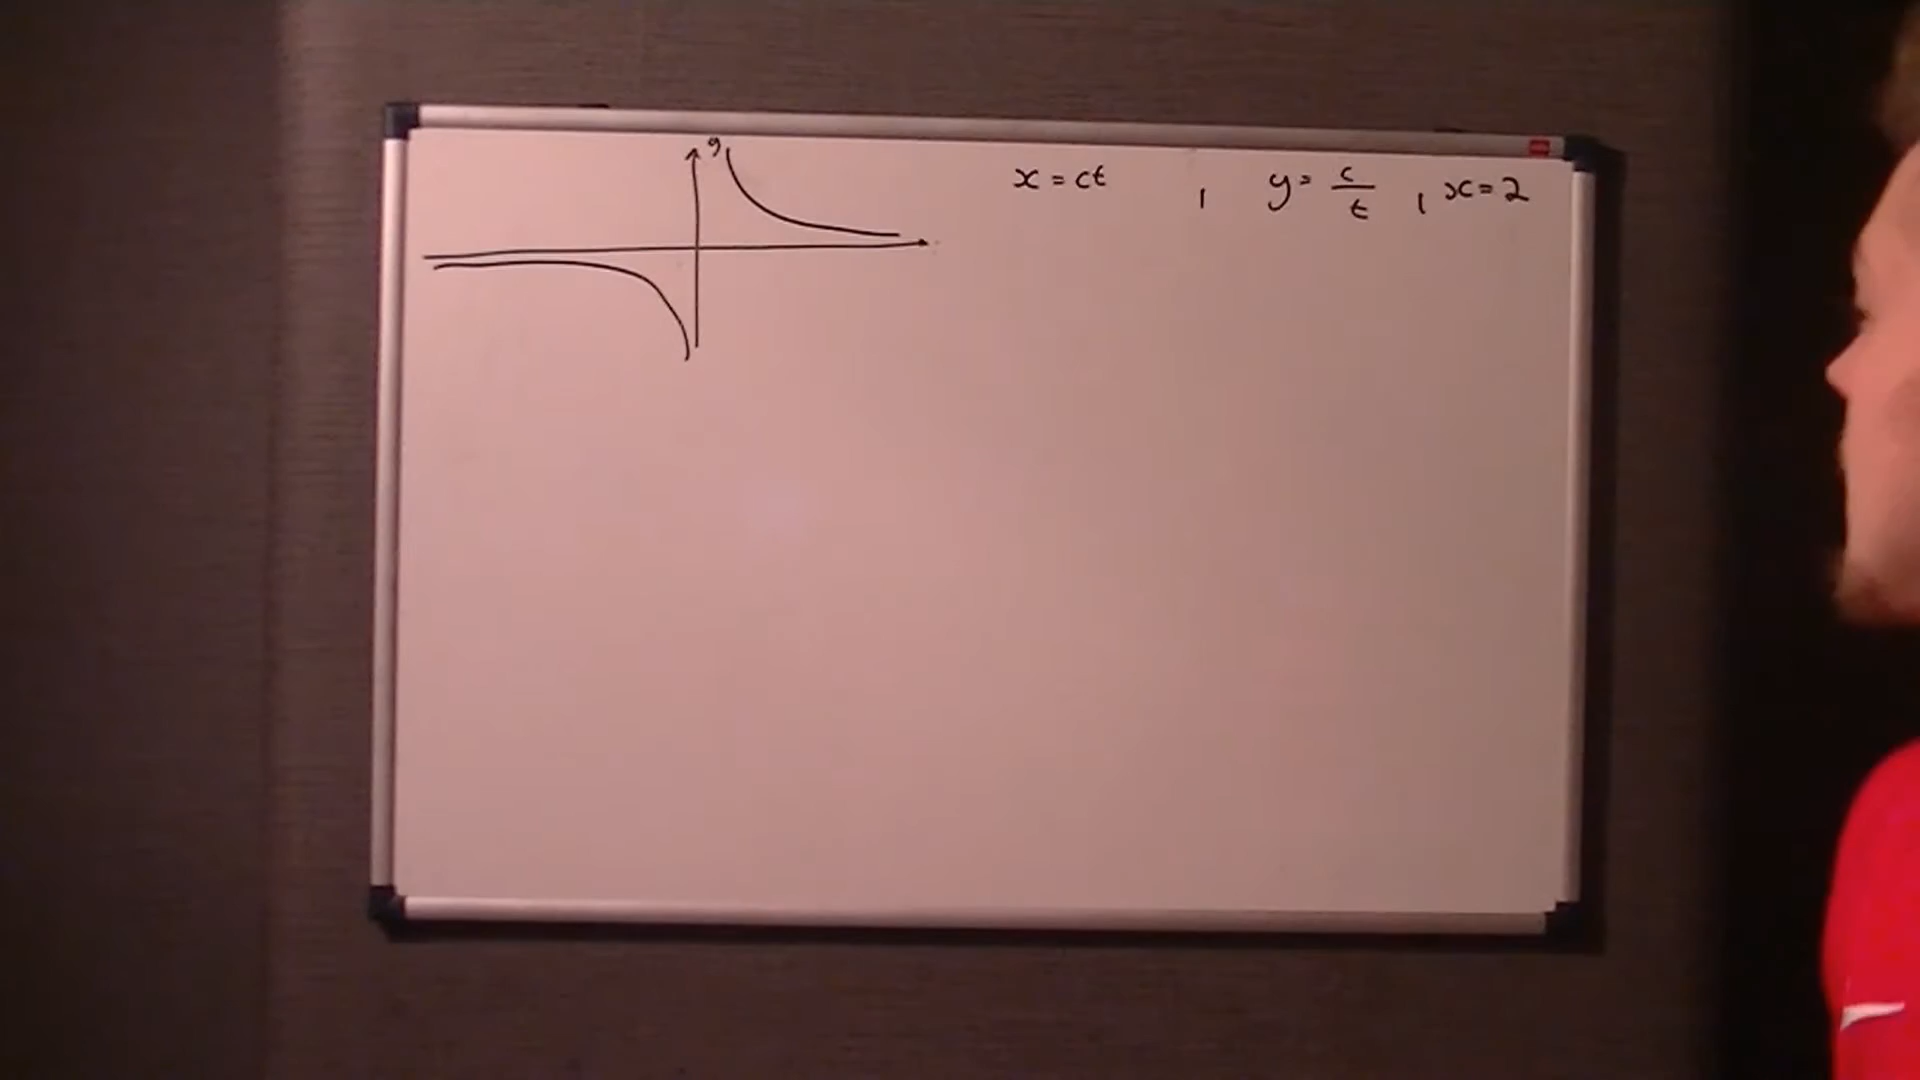 y
x = ct , y = c/t , x = 2